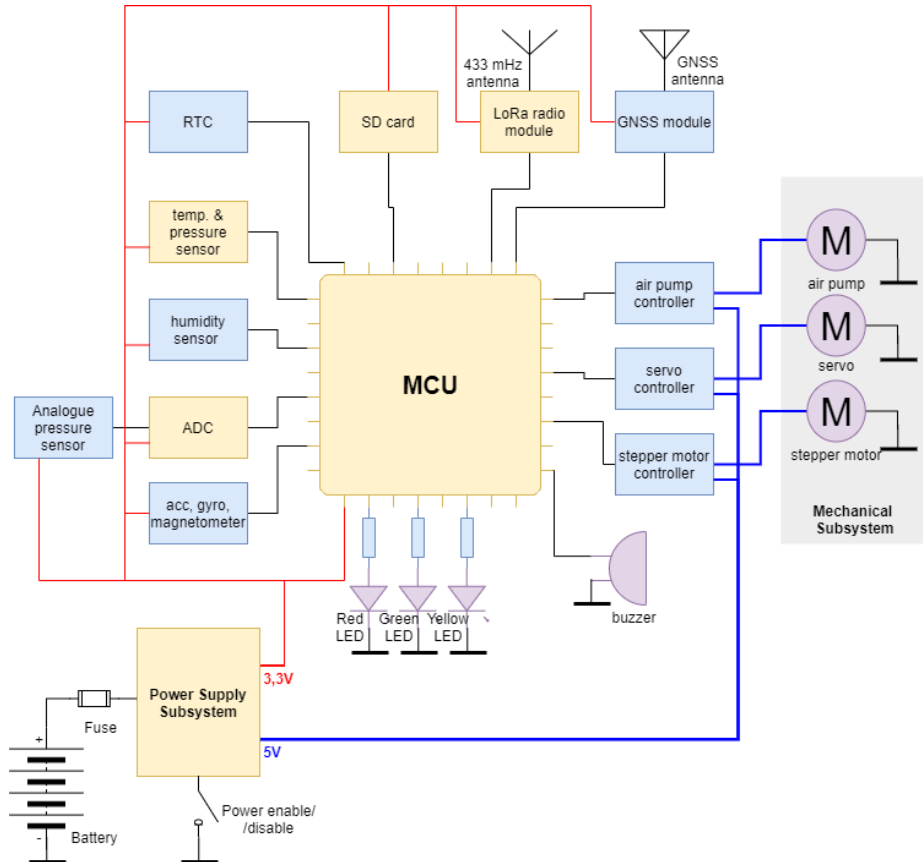 433 mHz
antenna
GNSS
antenna
RTC
SD card
LoRa radio
module
GNSS module
temp. &
pressure
sensor
humidity
sensor
Analogue
pressure
sensor
ADC
acc, gyro,
magnetometer
MCU
air pump
controller
servo
controller
stepper motor
controller
M
air pump
M
servo
M
stepper motor
Mechanical
Subsystem
Red
LED
Green
LED
Yellow
LED
buzzer
Power Supply
Subsystem
3,3V
5V
Fuse
+
-
Battery
Power enable/
/disable